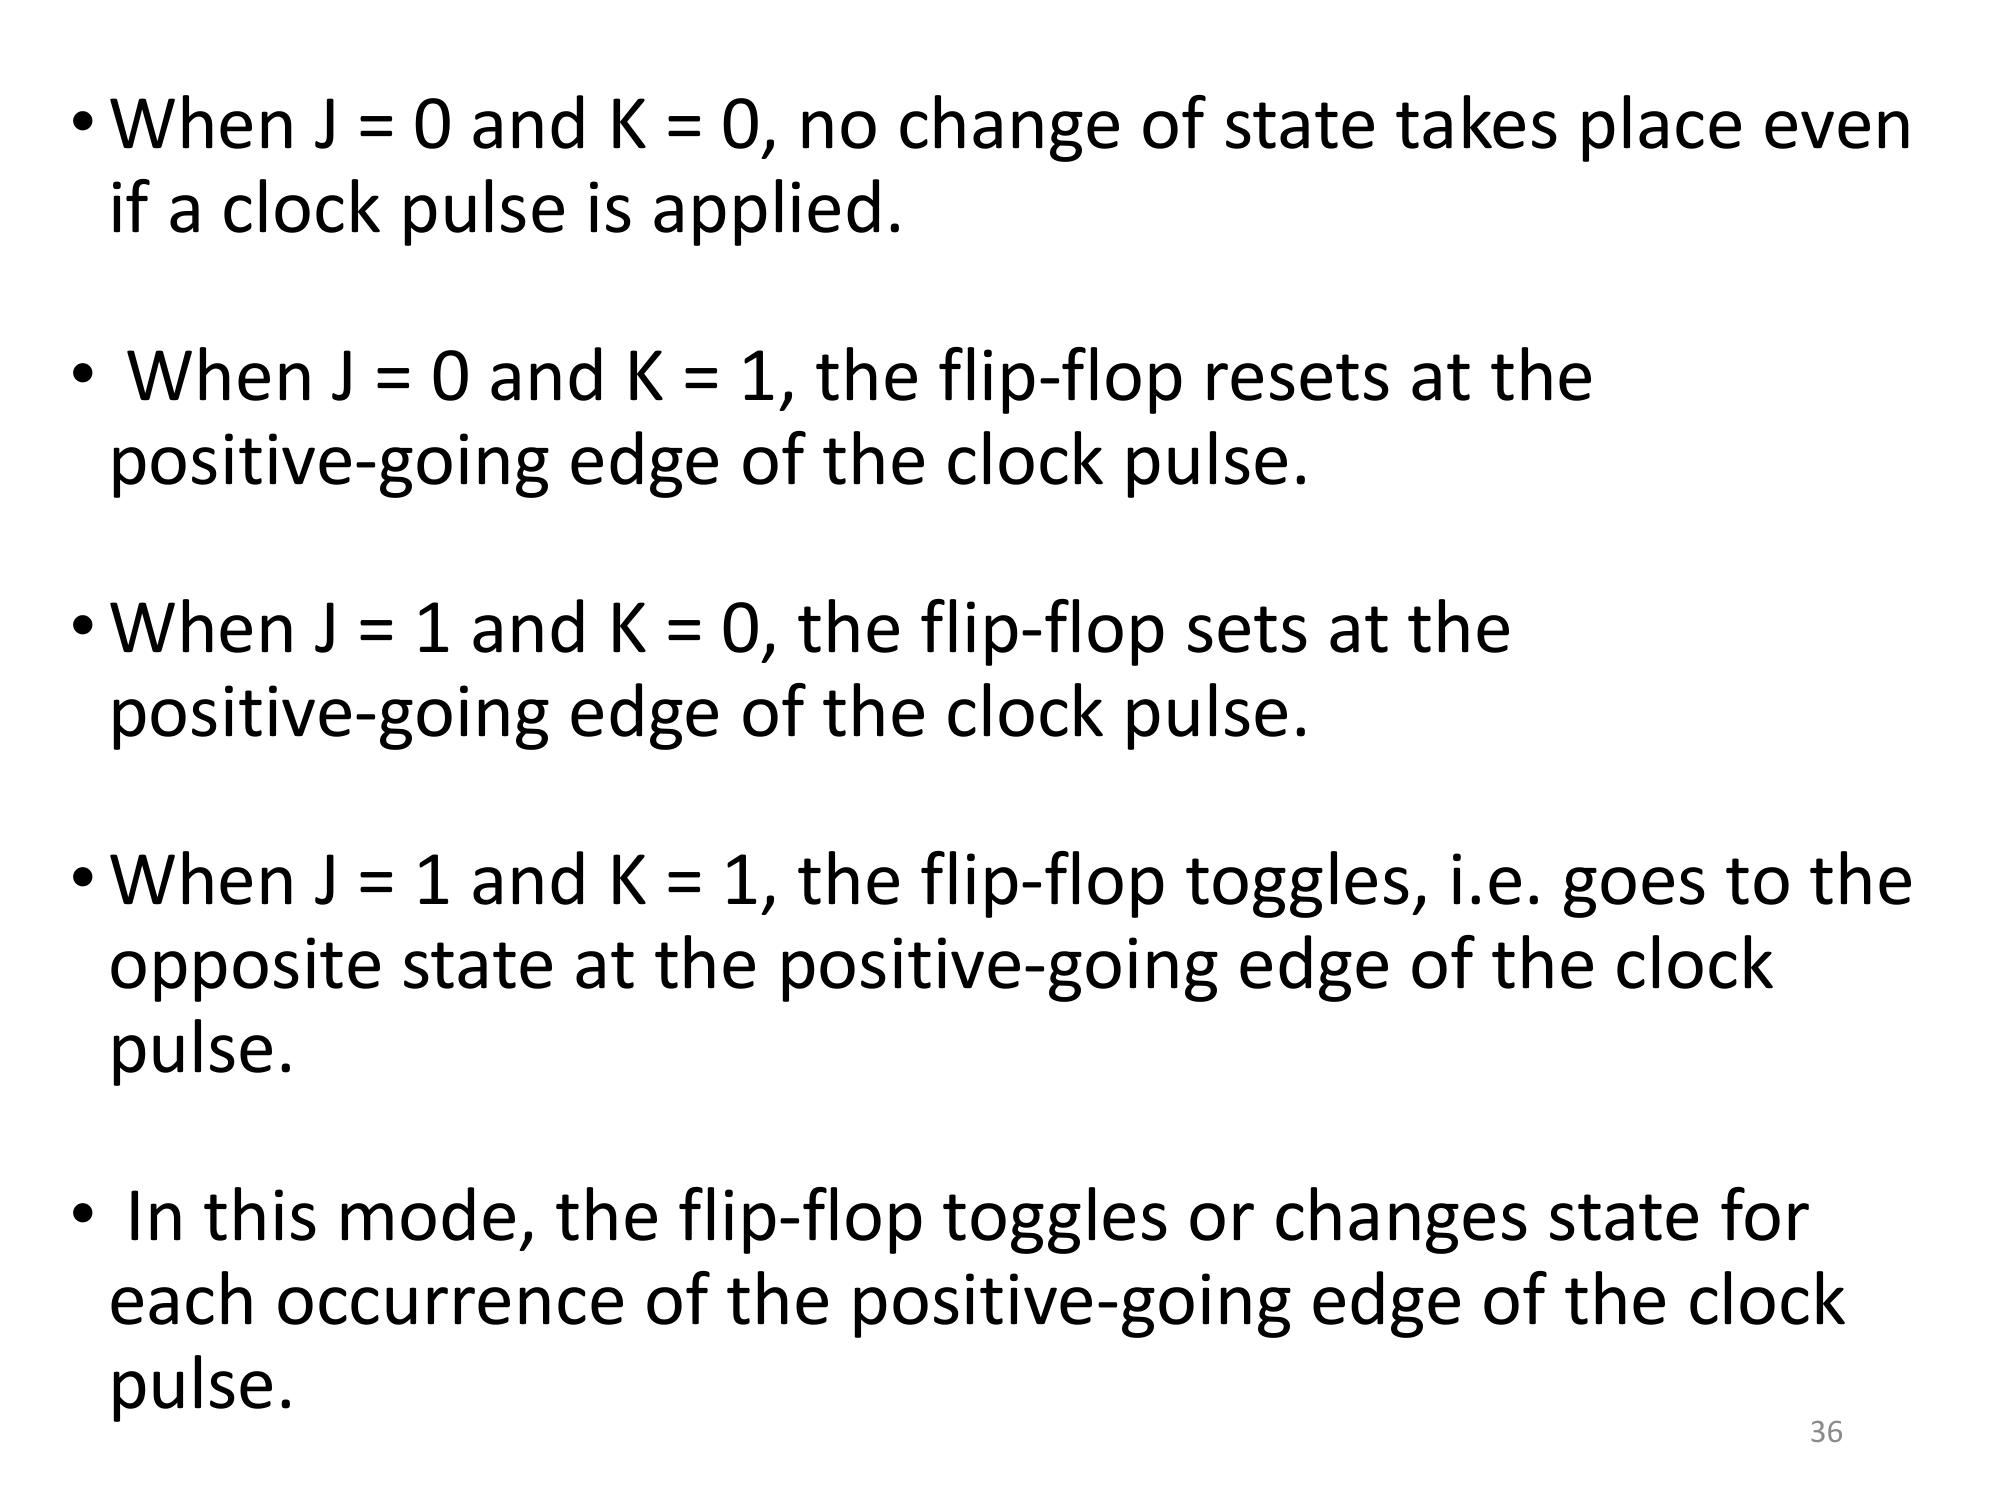 • When J = 0 and K = 0, no change of state takes place even
if a clock pulse is applied.
• When J = 0 and K = 1, the flip-flop resets at the
positive-going edge of the clock pulse.
• When J = 1 and K = 0, the flip-flop sets at the
positive-going edge of the clock pulse.
• When J = 1 and K = 1, the flip-flop toggles, i.e. goes to the
opposite state at the positive-going edge of the clock
pulse.
• In this mode, the flip-flop toggles or changes state for
each occurrence of the positive-going edge of the clock
pulse.
36